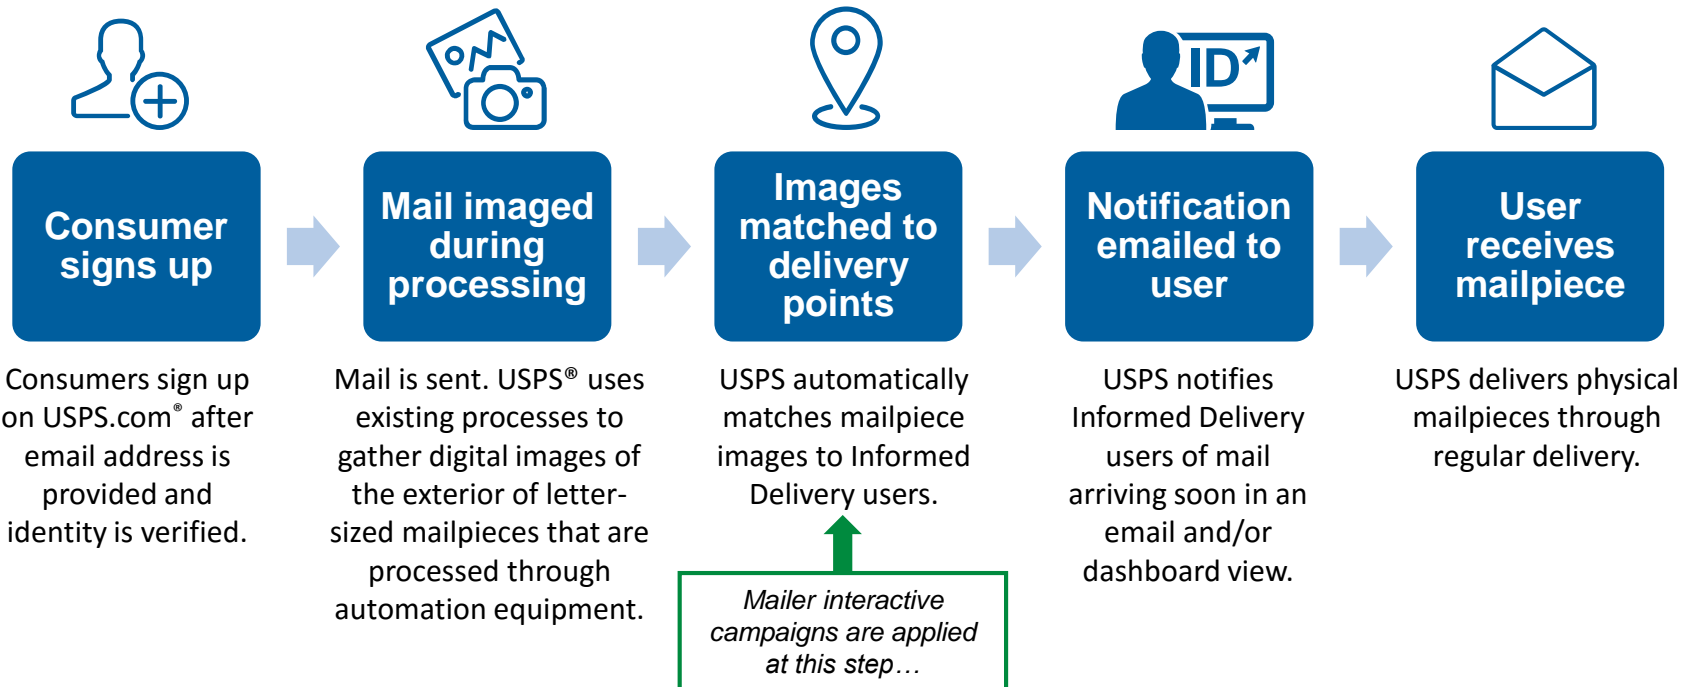 ID
Consumer
signs up
Mail imaged
during
processing
Images
matched to
delivery
points
Notification
emailed to
user
User
receives
mailpiece
Consumers sign up
on USPS.com® after
email address is
provided and
identity is verified.
Mail is sent. USPS® uses
existing processes to
gather digital images of
the exterior of letter-
sized mailpieces that are
processed through
automation equipment.
USPS automatically
matches mailpiece
images to Informed
Delivery users.
USPS notifies
Informed Delivery
users of mail
arriving soon in an
email and/or
dashboard view.
USPS delivers physical
mailpieces through
regular delivery.
Mailer interactive
campaigns are applied
at this step…